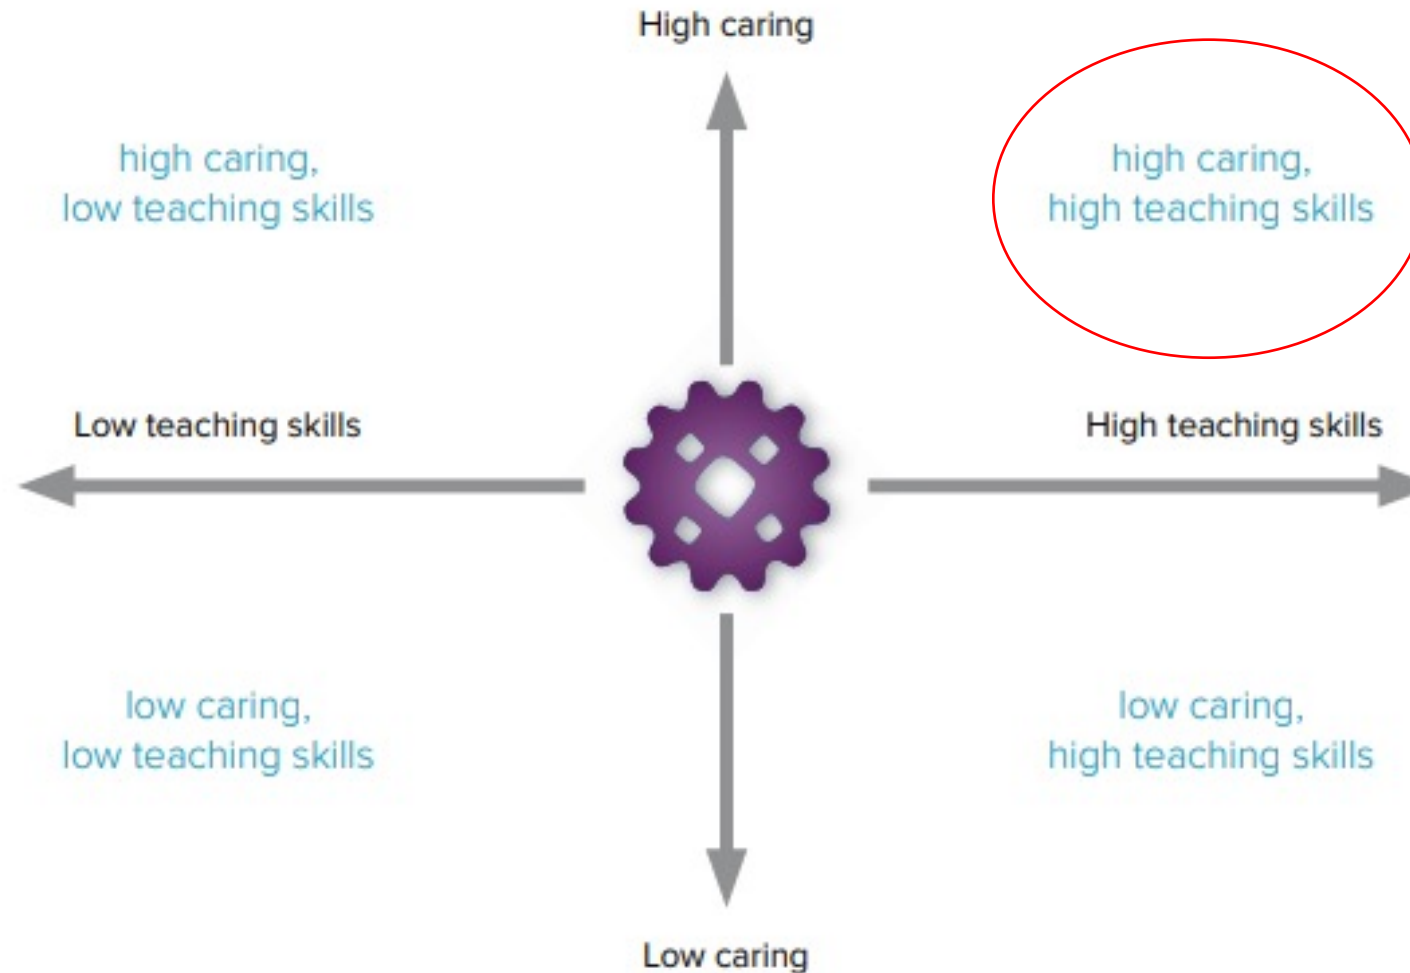 High caring
high caring,
low teaching skills
high caring,
high teaching skills
Low teaching skills
High teaching skills
low caring,
low teaching skills
low caring,
high teaching skills
Low caring